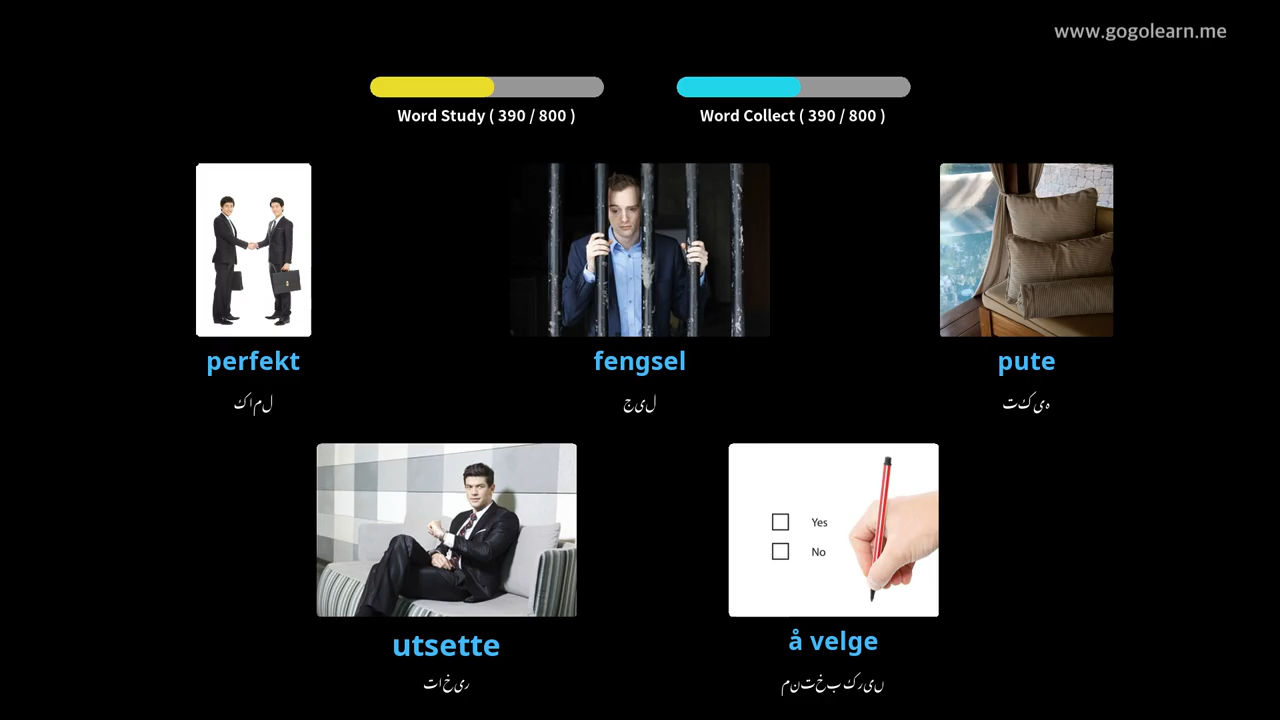 www.gogolearn.me
Word Study ( 390 / 800 )
Word Collect ( 390 / 800 )
perfekt
کامل
fengsel
جیل
pute
تکیہ
utsette
تاخیر
Yes
No
å velge
منتخب کریں